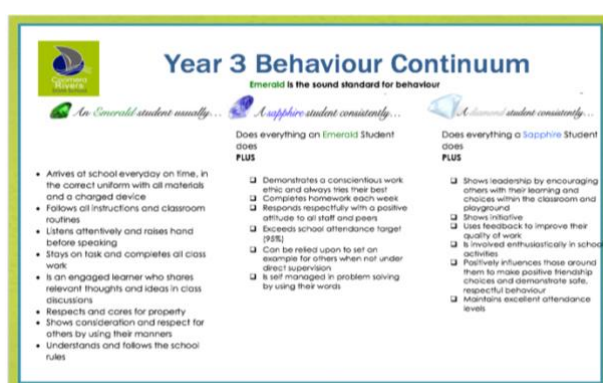 Coomera
Rivers
Year 3 Behaviour Continuum
Emerald is the sound standard for behaviour
An Emerald student usually...
• Arrives at school everyday on time, in
the correct uniform with all materials
and a charged device
• Follows all instructions and classroom
routines
• Listens attentively and raises hand
before speaking
• Stays on task and completes all class
work
• Is an engaged learner who shares
relevant thoughts and ideas in class
discussions
• Respects and cares for property
• Shows consideration and respect for
others by using their manners
• Understands and follows the school
rules
A sapphire student consistently...
Does everything an Emerald Student
does
PLUS
❑ Demonstrates a conscientious work
ethic and always tries their best
❑ Completes homework each week
❑ Responds respectfully with a positive
attitude to all staff and peers
❑ Exceeds school attendance target
(95%)
❑ Can be relied upon to set an
example for others when not under
direct supervision
❑ Is self managed in problem solving
by using their words
A diamond student consistently...
Does everything a Sapphire Student
does
PLUS
❑ Shows leadership by encouraging
others with their learning and
choices within the classroom and
playground
❑ Shows initiative
❑ Uses feedback to improve their
quality of work
❑ Is involved enthusiastically in school
activities
❑ Positively influences those around
them to make positive friendship
choices and demonstrate safe,
respectful behaviour
❑ Maintains excellent attendance
levels